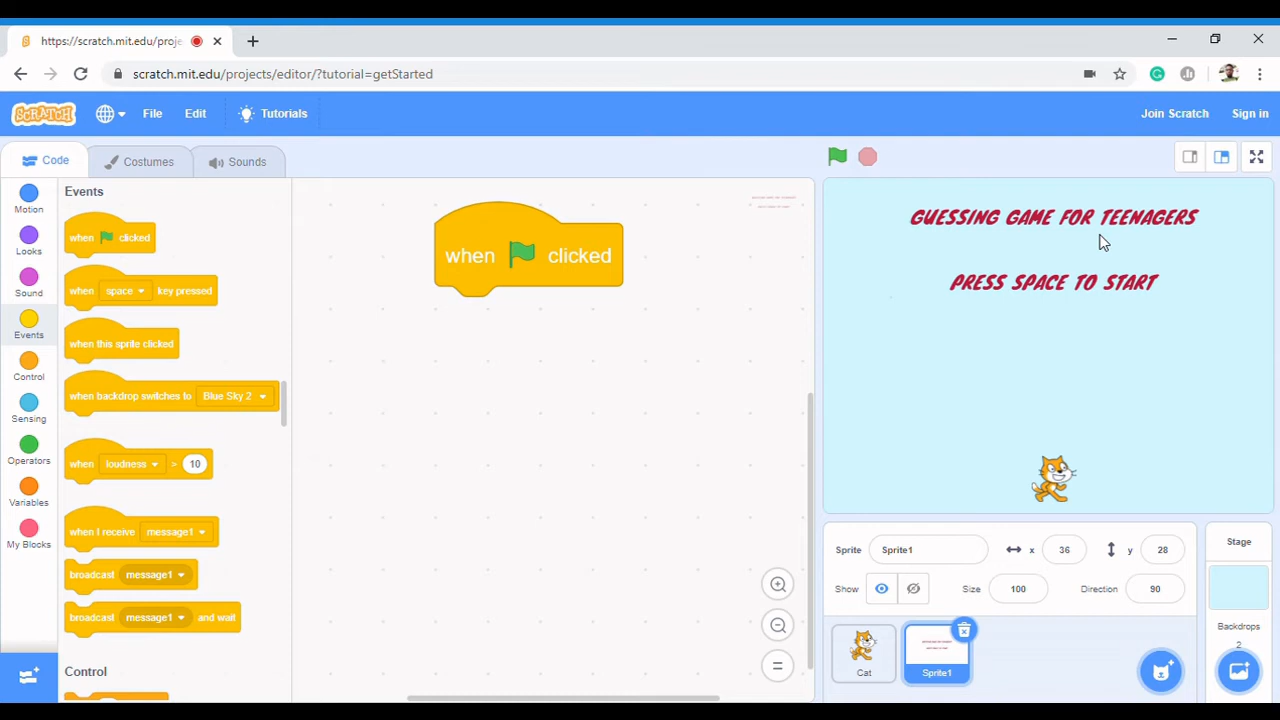 https://scratch.mit.edu/proje
scratch.mit.edu/projects/editor/?tutorial=getStarted
SCRATCH
File
Edit
Tutorials
Join Scratch
Sign in
Code
Costumes
Sounds
Motion
Looks
Sound
Events
Control
Sensing
Operators
Variables
My Blocks
Events
when clicked
when space key pressed
when this sprite clicked
when backdrop switches to Blue Sky 2
when loudness > 10
when I receive message1
broadcast message1
broadcast message1 and wait
Control
when clicked
GUESSING GAME FOR TEENAGERS
PRESS SPACE TO START
Sprite Sprite1 x 36 y 28
Show Size 100 Direction 90
Cat
Sprite1
Stage
Backdrops
2